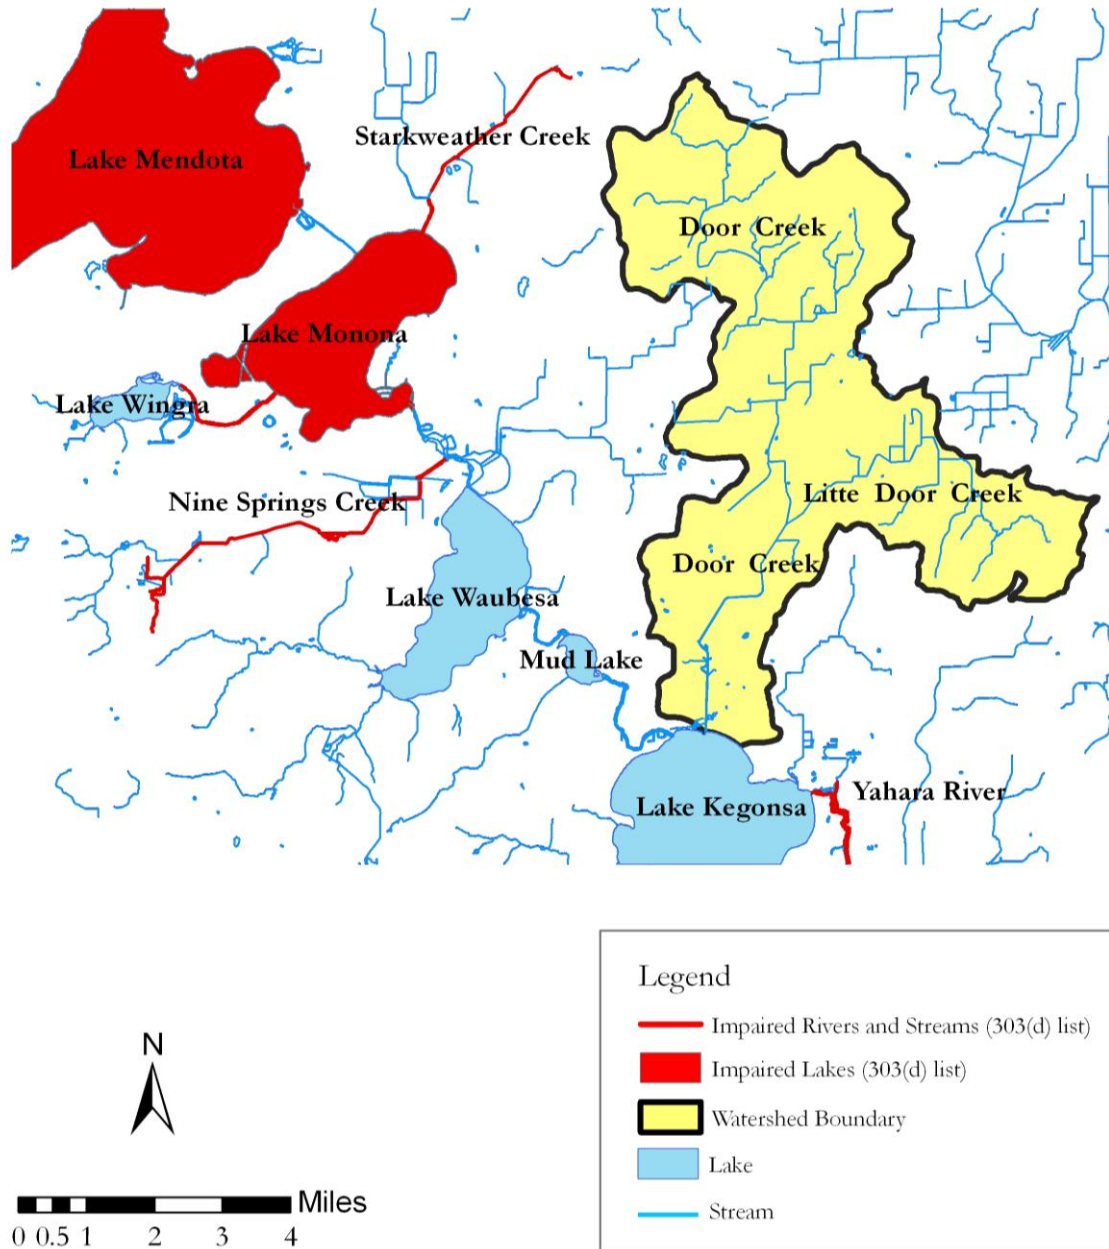 Starkweather Creek
Lake Mendota
Door Creek
Lake Monona
Lake Wingra
Nine Springs Creek
Litte Door Creek
Door Creek
Lake Waubesa
Mud Lake
Lake Kegonsa
Yahara River
Legend
Impaired Rivers and Streams (303(d) list)
Impaired Lakes (303(d) list)
Watershed Boundary
Lake
Stream
N
Miles
0 0.5 1 2 3 4